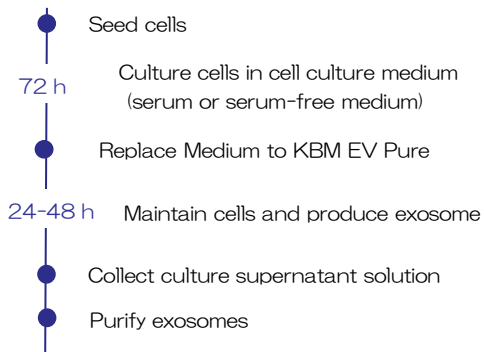 Seed cells
72 h
Culture cells in cell culture medium
(serum or serum-free medium)
Replace Medium to KBM EV Pure
24-48 h
Maintain cells and produce exosome
Collect culture supernatant solution
Purify exosomes